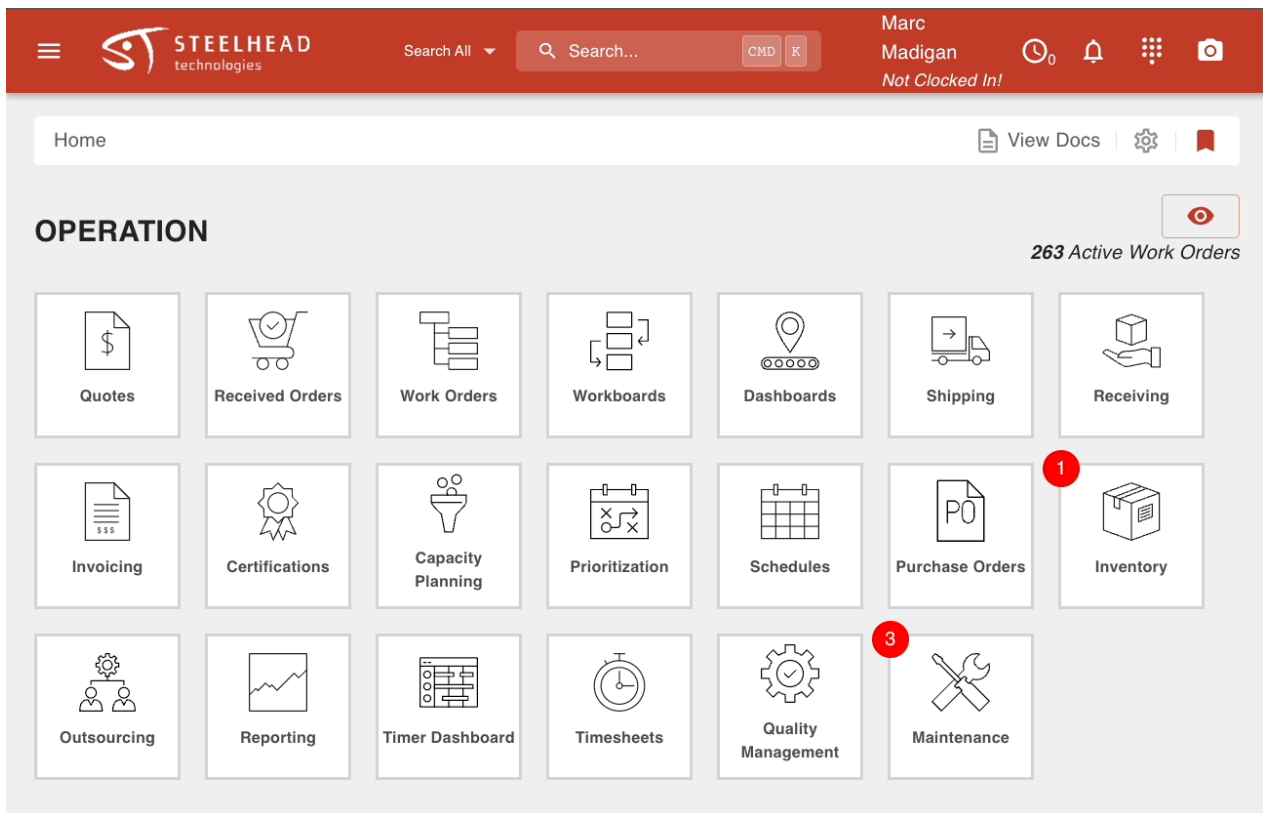 STEELHEAD
technologies
Search All
Search...
CMD K
Marc
Madigan
Not Clocked In!
0
Home
View Docs
OPERATION
263 Active Work Orders
$
Quotes
Received Orders
Work Orders
Workboards
Dashboards
Shipping
Receiving
$$$
Invoicing
Certifications
Capacity
Planning
Prioritization
Schedules
PO
Purchase Orders
1
Inventory
Outsourcing
Reporting
Timer Dashboard
Timesheets
Quality
Management
3
Maintenance